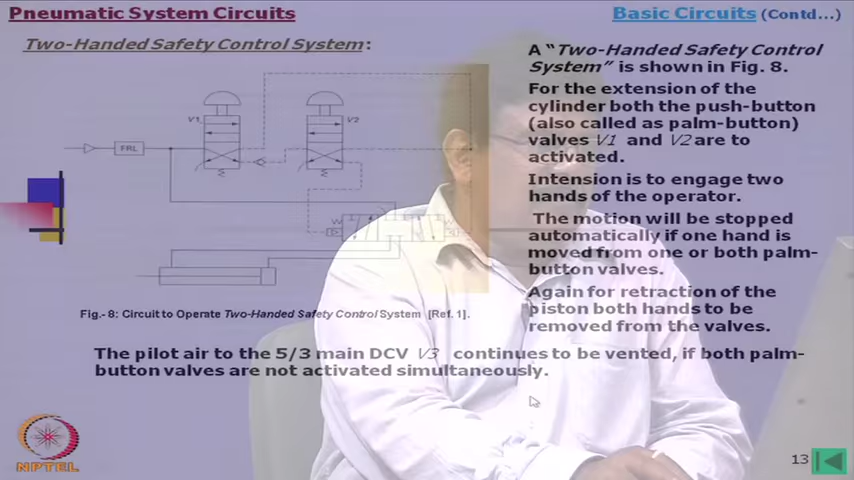 Pneumatic System Circuits
Basic Circuits (Contd...)
Two-Handed Safety Control System:
V1
V2
FRL
Fig.- 8: Circuit to Operate Two-Handed Safety Control System [Ref. 1].
A “Two-Handed Safety Control
System” is shown in Fig. 8.
For the extension of the
cylinder both the push-button
(also called as palm-button)
valves V1 and V2 are to
activated.
Intension is to engage two
hands of the operator.
The motion will be stopped
automatically if one hand is
moved from one or both palm-
button valves.
Again for retraction of the
piston both hands to be
removed from the valves.
The pilot air to the 5/3 main DCV V3 continues to be vented, if both palm-
button valves are not activated simultaneously.
NPTEL
13